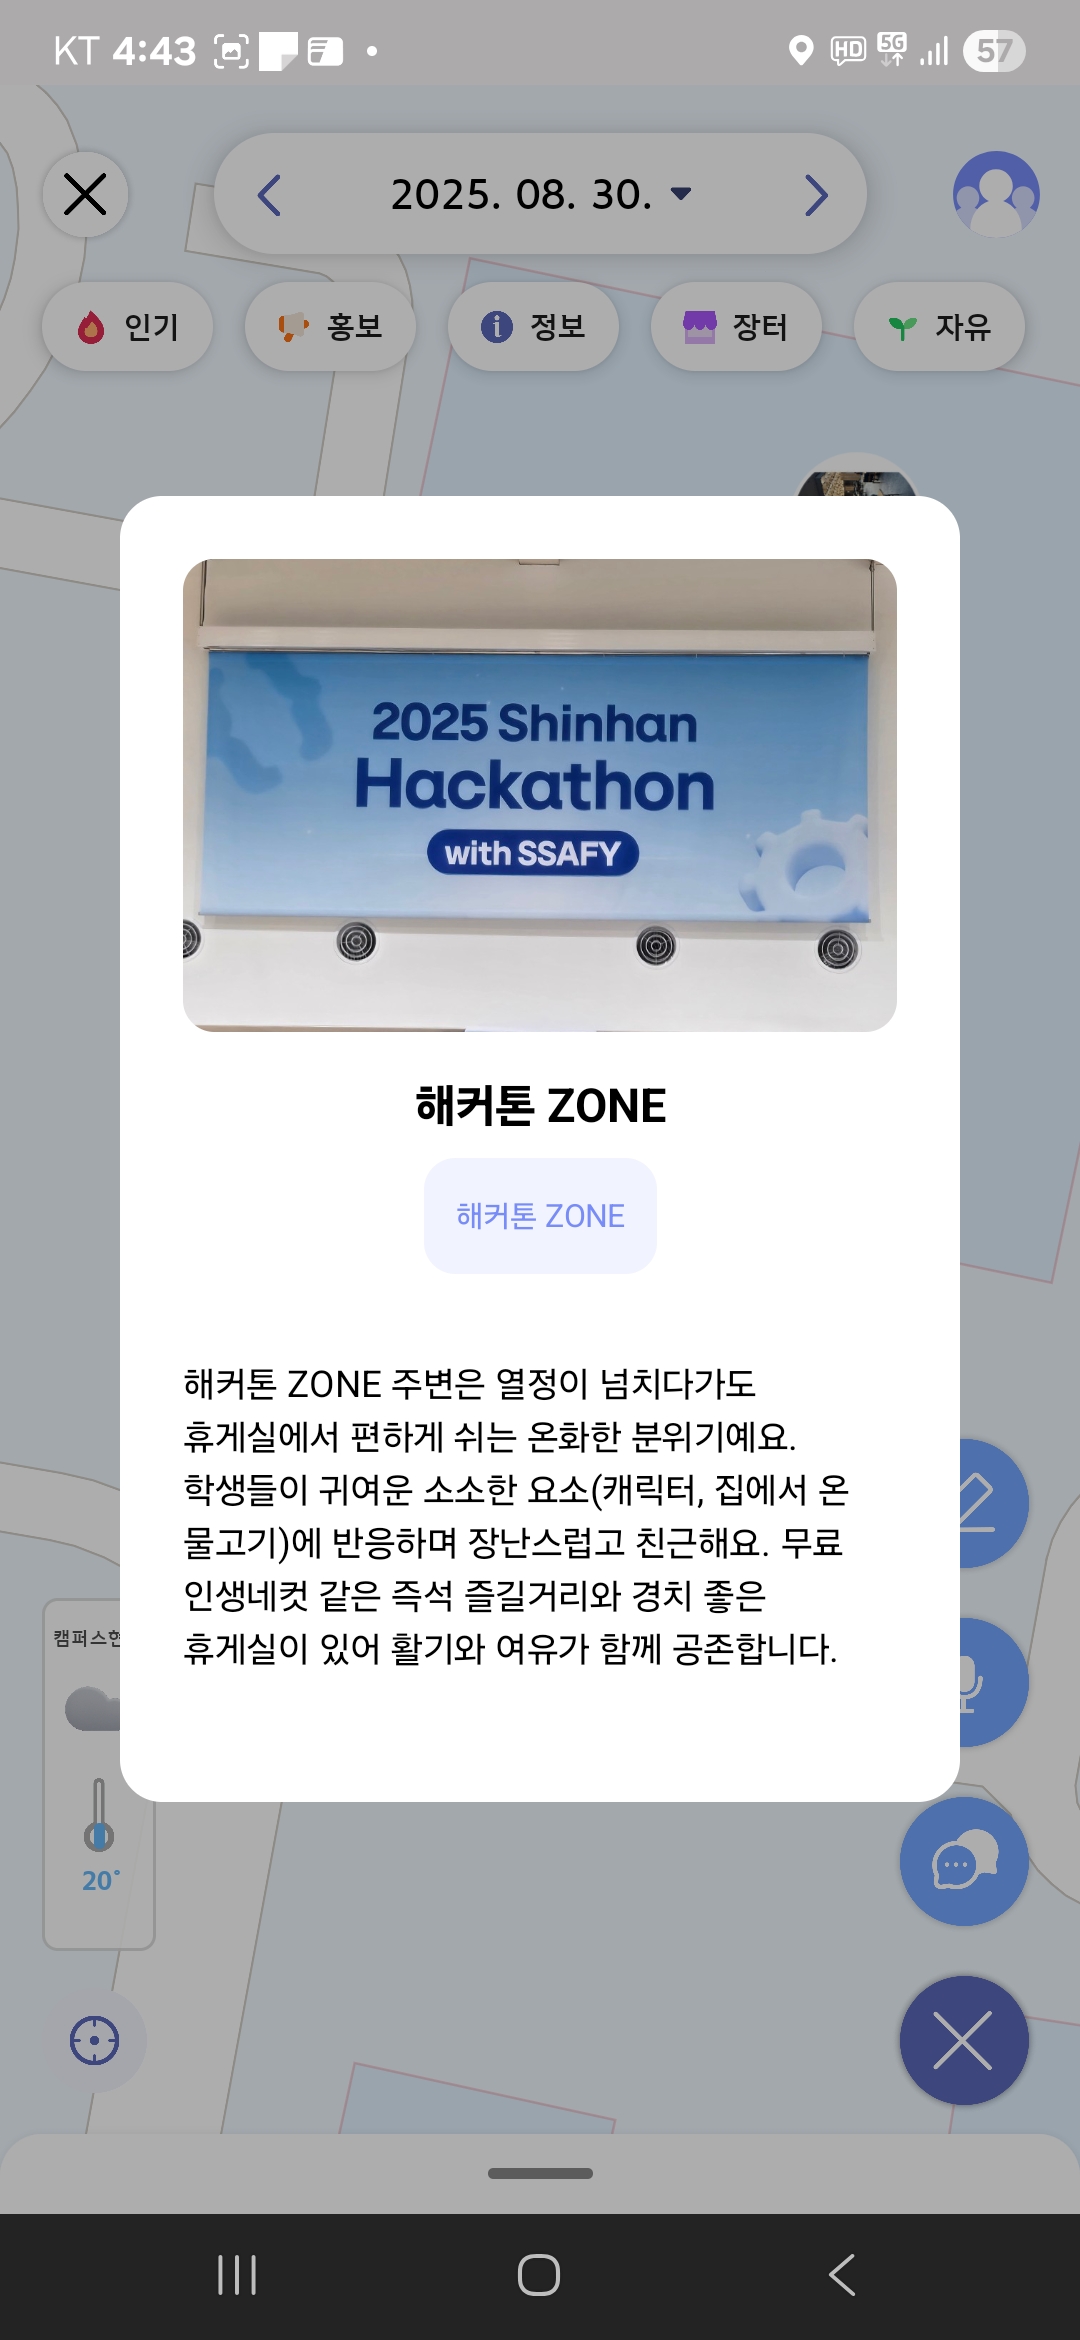 KT 4:43
HD 5G 57
2025. 08. 30.
인기 홍보 정보 장터 자유
2025 Shinhan
Hackathon
with SSAFY
해커톤 ZONE
해커톤 ZONE
해커톤 ZONE 주변은 열정이 넘치다가도
휴게실에서 편하게 쉬는 온화한 분위기예요.
학생들이 귀여운 소소한 요소(캐릭터, 집에서 온
물고기)에 반응하며 장난스럽고 친근해요. 무료
인생네컷 같은 즉석 즐길거리와 경치 좋은
휴게실이 있어 활기와 여유가 함께 공존합니다.
캠퍼스
20°